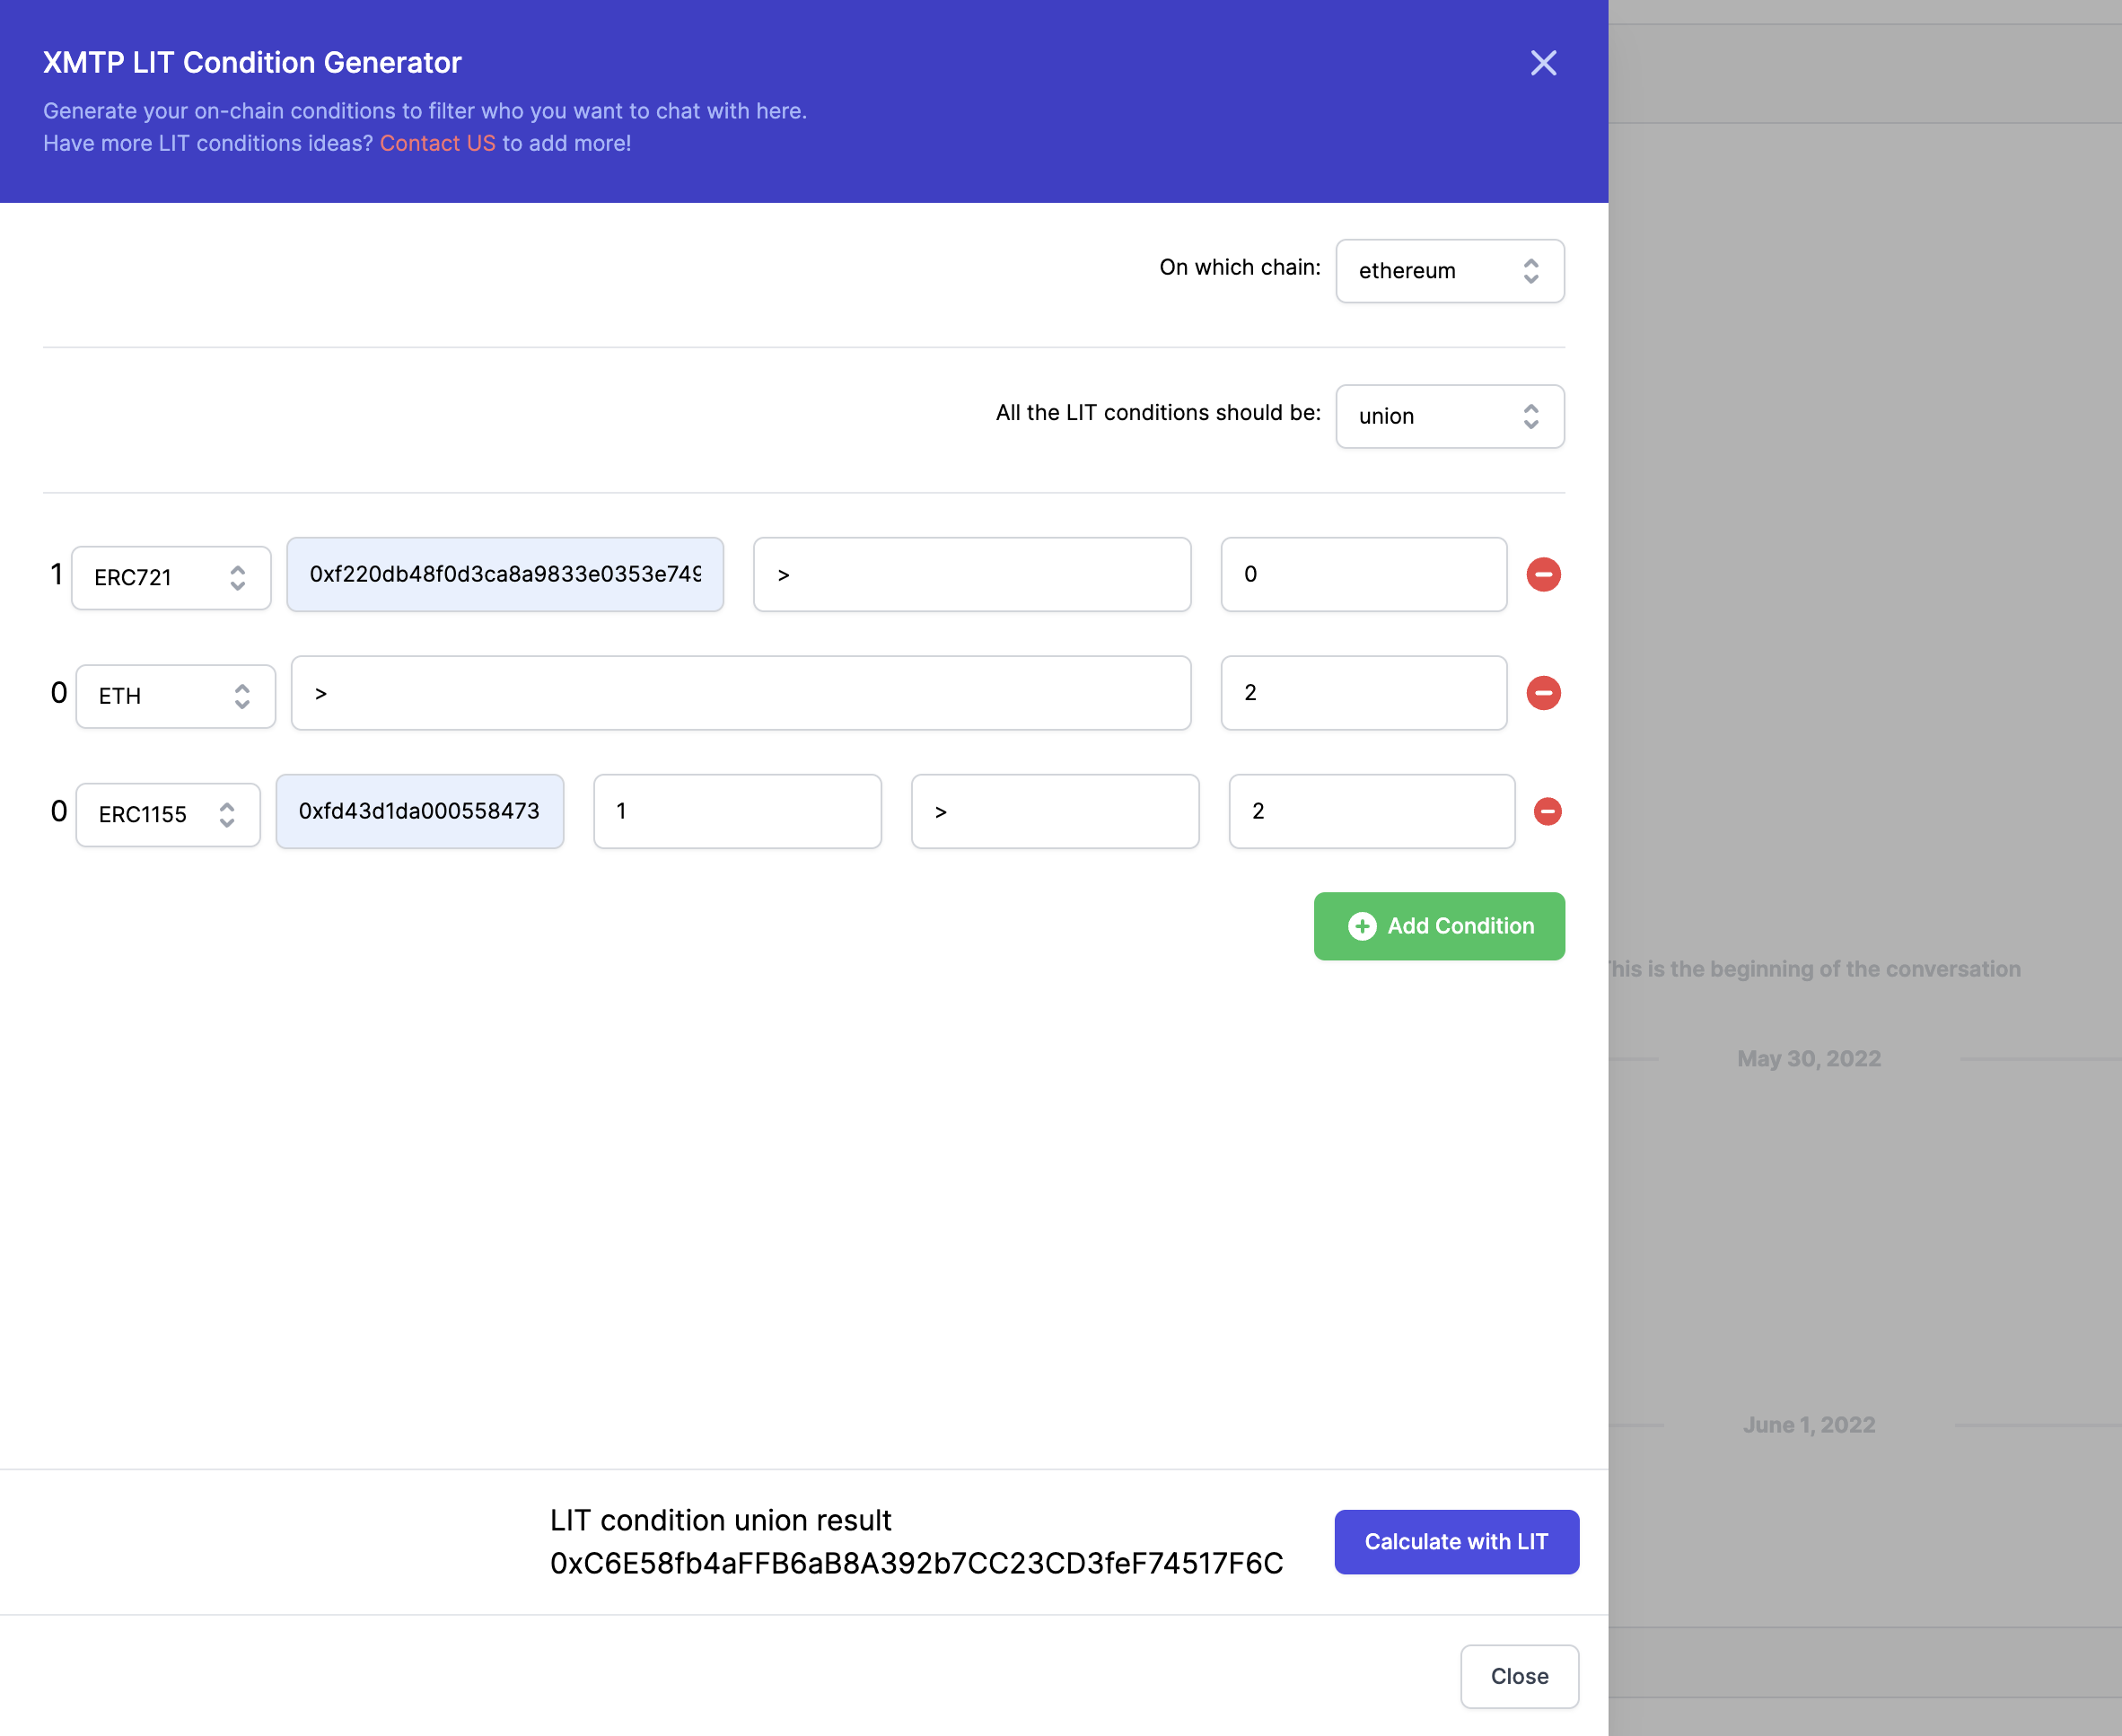 XMTP LIT Condition Generator
Generate your on-chain conditions to filter who you want to chat with here.
Have more LIT conditions ideas? Contact US to add more!
On which chain: ethereum
All the LIT conditions should be: union
1 ERC721 0xf220db48f0d3ca8a9833e0353e749 > 0
0 ETH > 2
0 ERC1155 0xfd43d1da000558473 1 > 2
Add Condition
his is the beginning of the conversation
May 30, 2022
June 1, 2022
LIT condition union result
0xC6E58fb4aFFB6aB8A392b7CC23CD3feF74517F6C
Calculate with LIT
Close